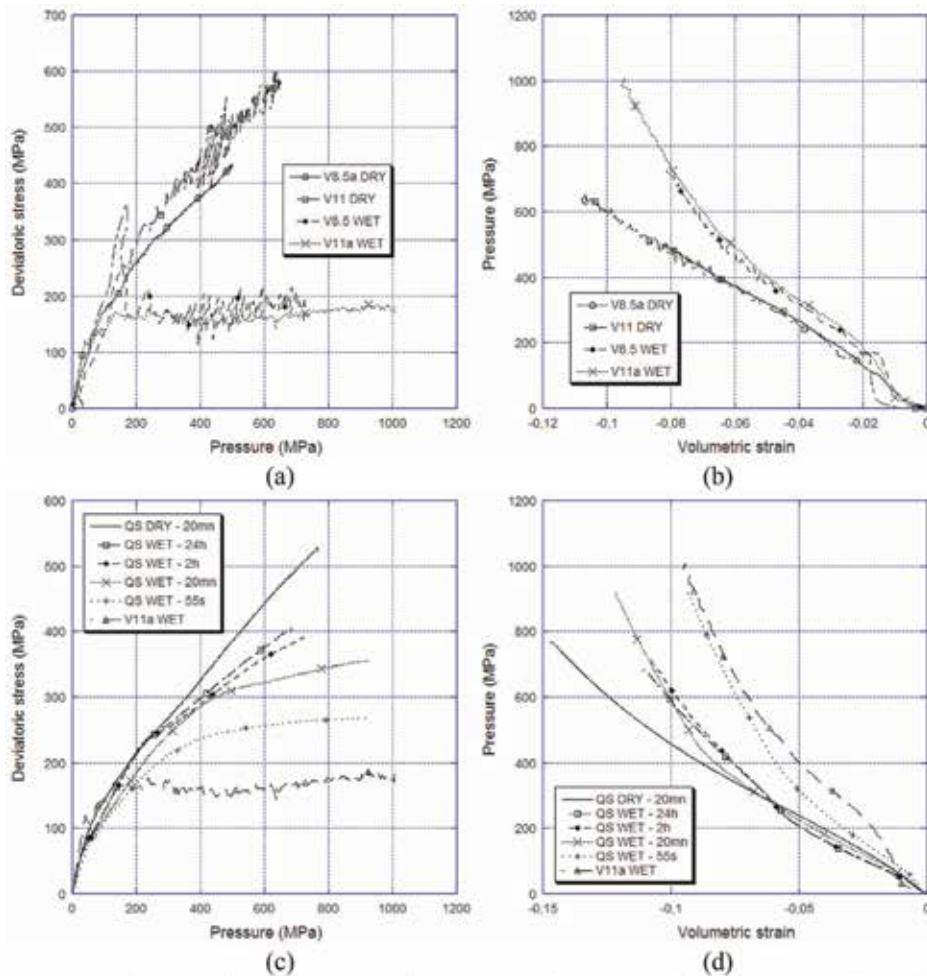 700
600
500
400
300
200
100
0
Deviatoric stress (MPa)
0 200 400 600 800 1000 1200
Pressure (MPa)
V8.5a DRY
V11 DRY
V8.5 WET
V11a WET
(a)
1200
1000
800
600
400
200
0
Pressure (MPa)
-0,12 -0,1 -0,08 -0,06 -0,04 -0,02 0
Volumetric strain
V8.5a DRY
V11 DRY
V8.5 WET
V11a WET
(b)
600
500
400
300
200
100
0
Deviatoric stress (MPa)
0 200 400 600 800 1000 1200
Pressure (MPa)
QS DRY - 20mn
QS WET - 24h
QS WET - 2h
QS WET - 20mn
QS WET - 55s
V11a WET
(c)
1200
1000
800
600
400
200
0
Pressure (MPa)
-0,15 -0,1 -0,05 0
Volumetric strain
QS DRY - 20mn
QS WET - 24h
QS WET - 2h
QS WET - 20mn
QS WET - 55s
V11a WET
(d)